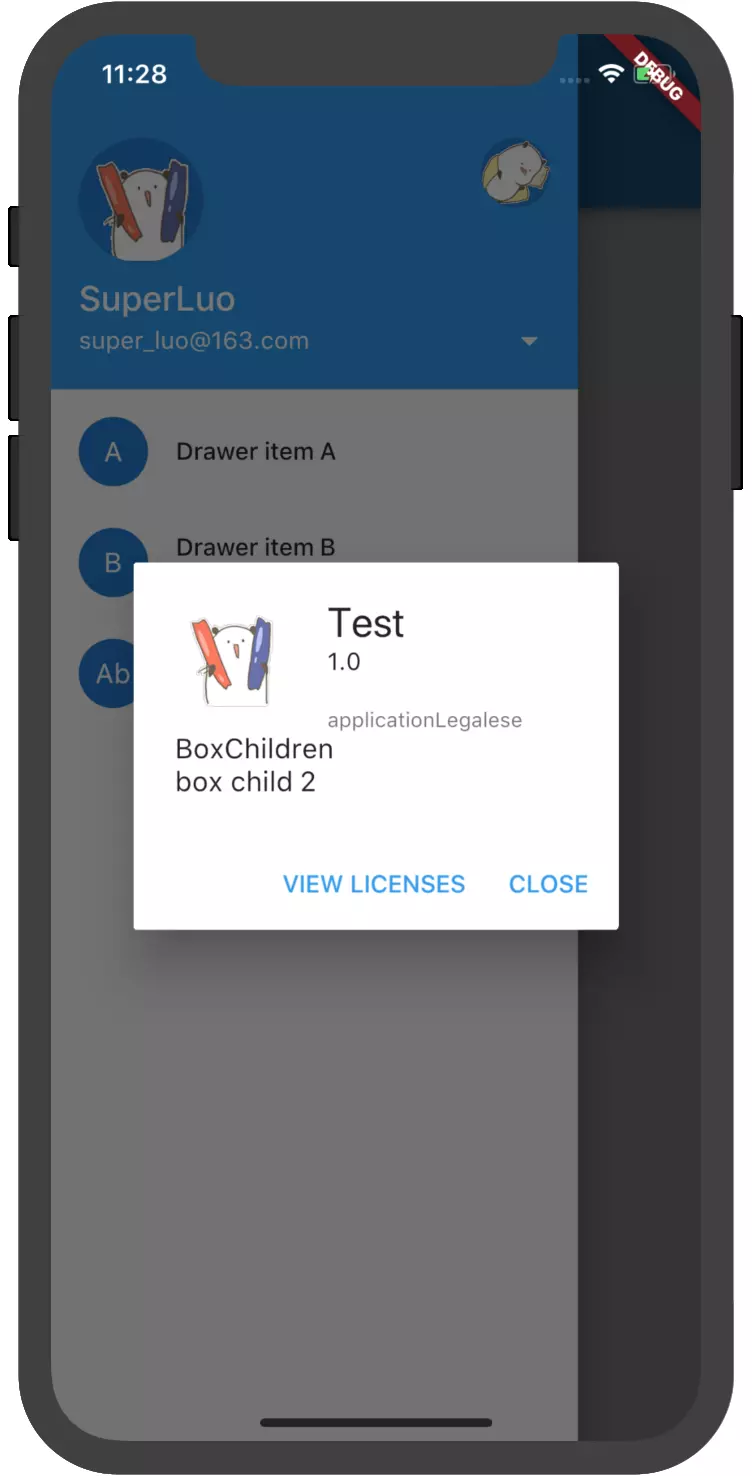 11:28
DEBUG
SuperLuo
super_luo@163.com
A
Drawer item A
B
Drawer item B
Ab
Test
1.0
applicationLegalese
BoxChildren
box child 2
VIEW LICENSES
CLOSE